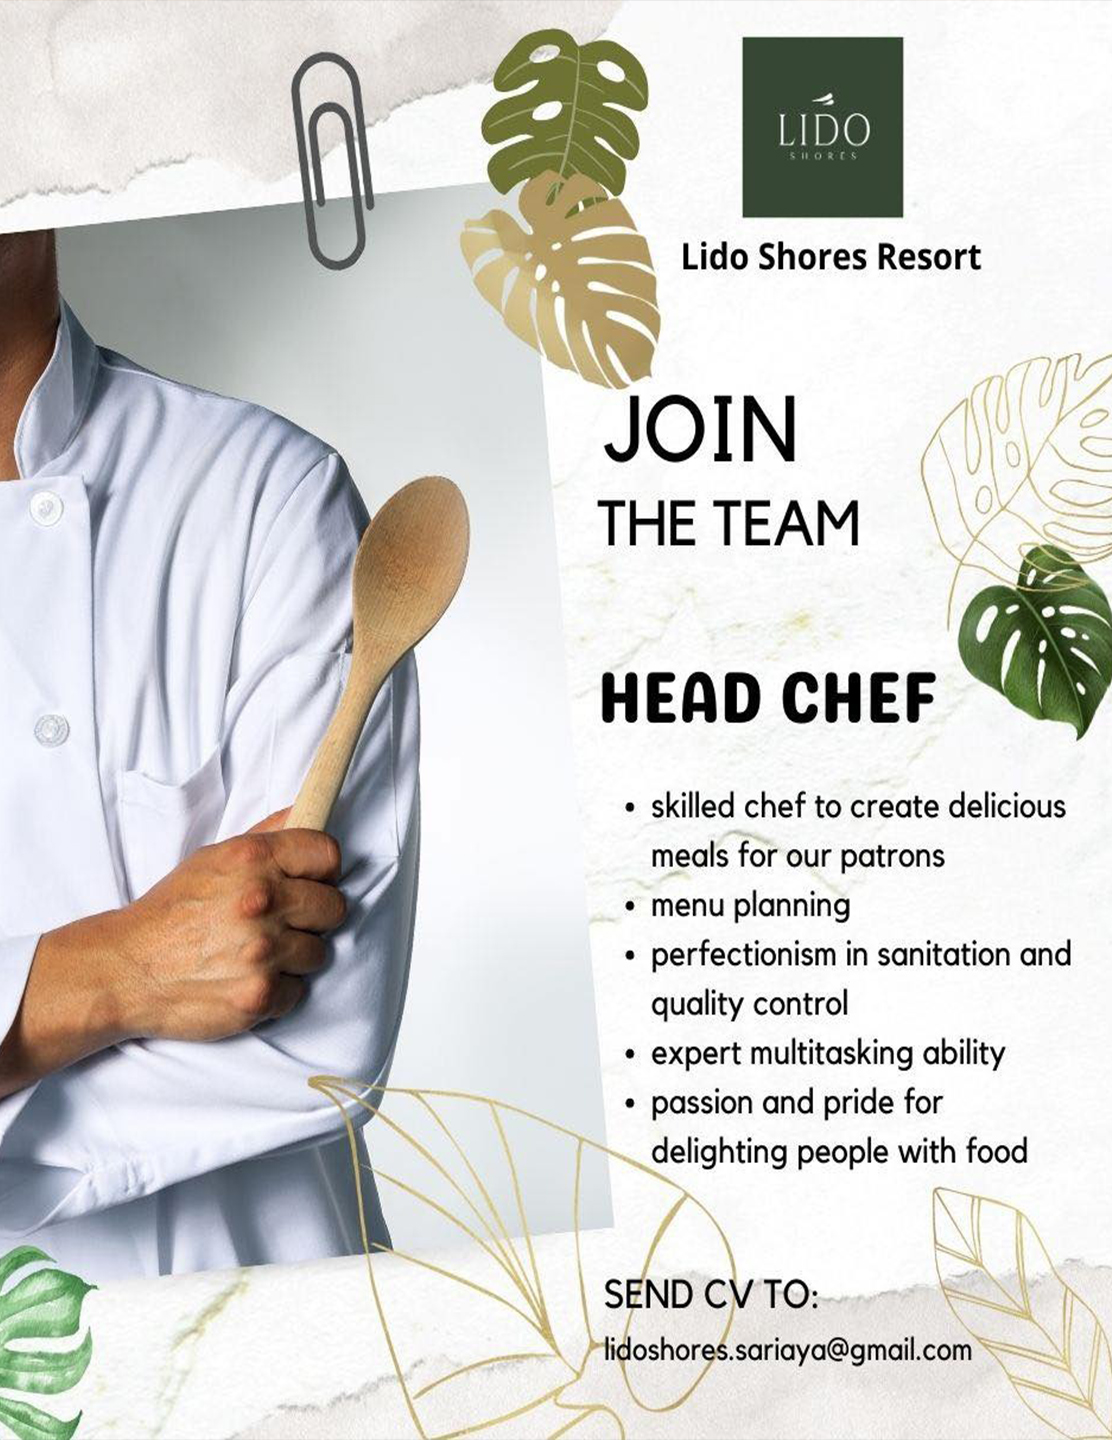 LIDO
SHORES
Lido Shores Resort
JOIN
THE TEAM
HEAD CHEF
• skilled chef to create delicious
meals for our patrons
• menu planning
• perfectionism in sanitation and
quality control
• expert multitasking ability
• passion and pride for
delighting people with food
SEND CV TO:
lidoshores.sariaya@gmail.com